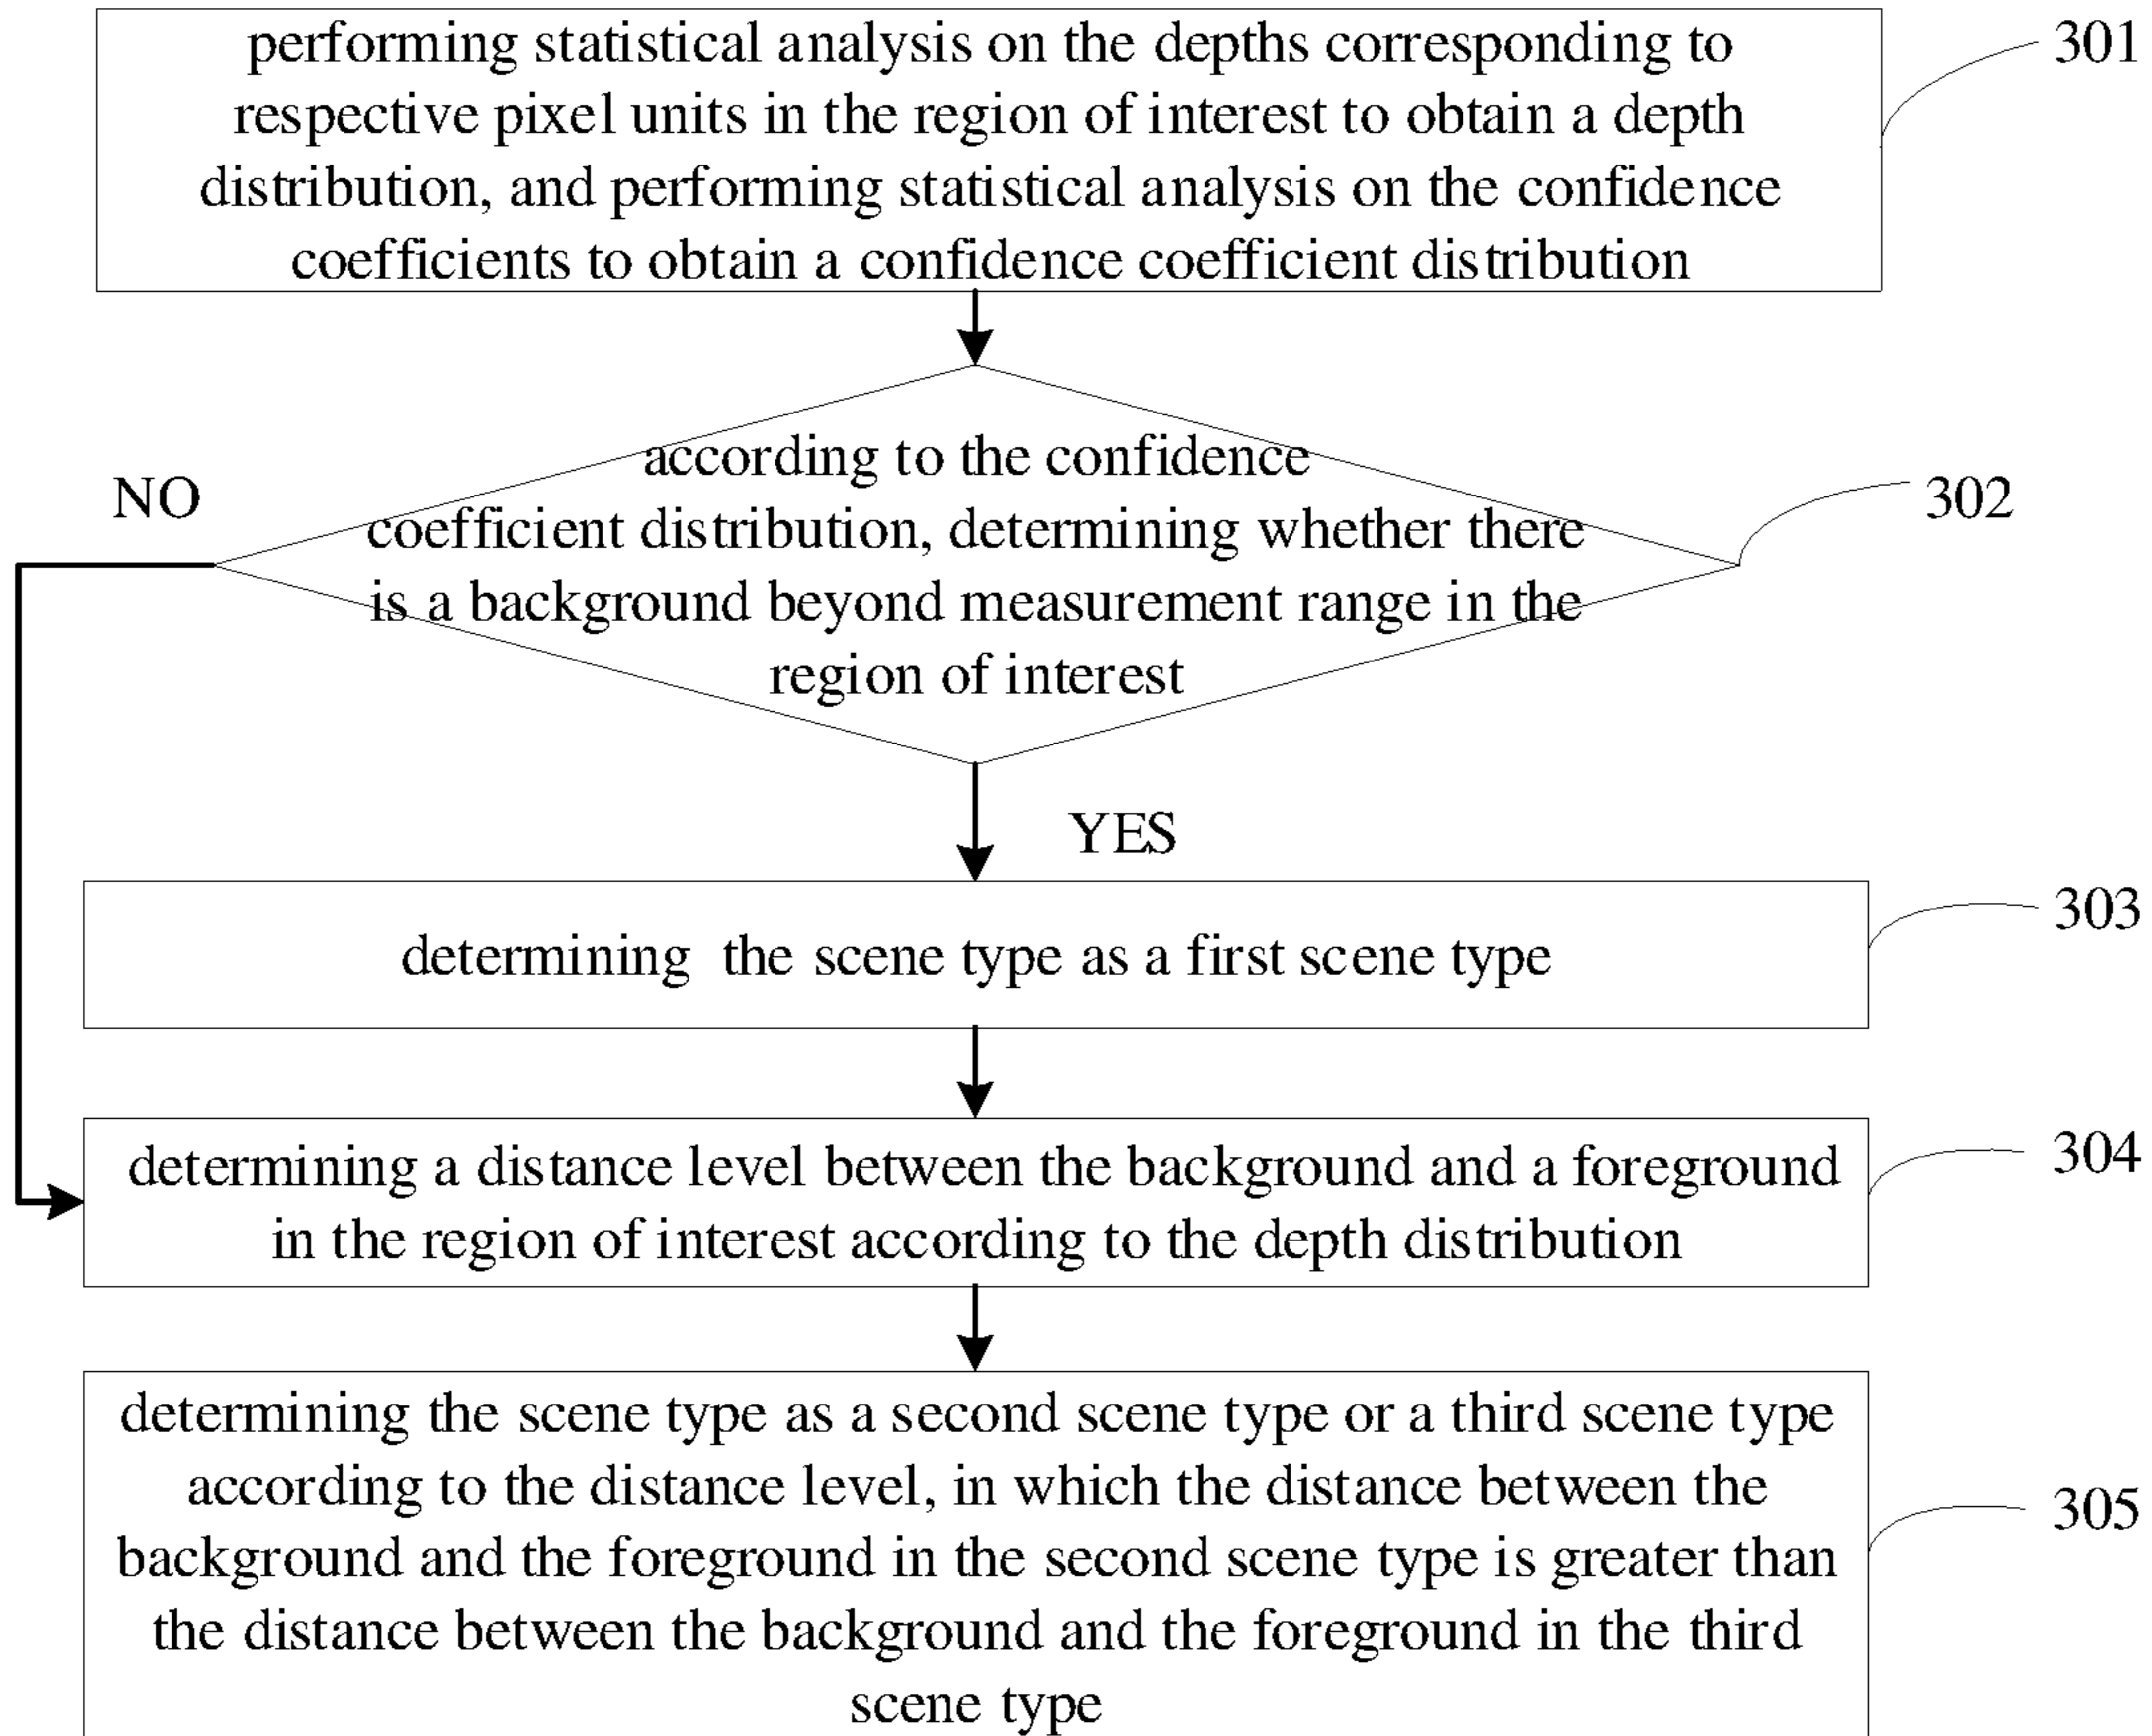 performing statistical analysis on the depths corresponding to
respective pixel units in the region of interest to obtain a depth
distribution, and performing statistical analysis on the confidence
coefficients to obtain a confidence coefficient distribution
301
according to the confidence
coefficient distribution, determining whether there
is a background beyond measurement range in the
region of interest
NO
302
YES
determining the scene type as a first scene type
303
determining a distance level between the background and a foreground
in the region of interest according to the depth distribution
304
determining the scene type as a second scene type or a third scene type
according to the distance level, in which the distance between the
background and the foreground in the second scene type is greater than
the distance between the background and the foreground in the third
scene type
305